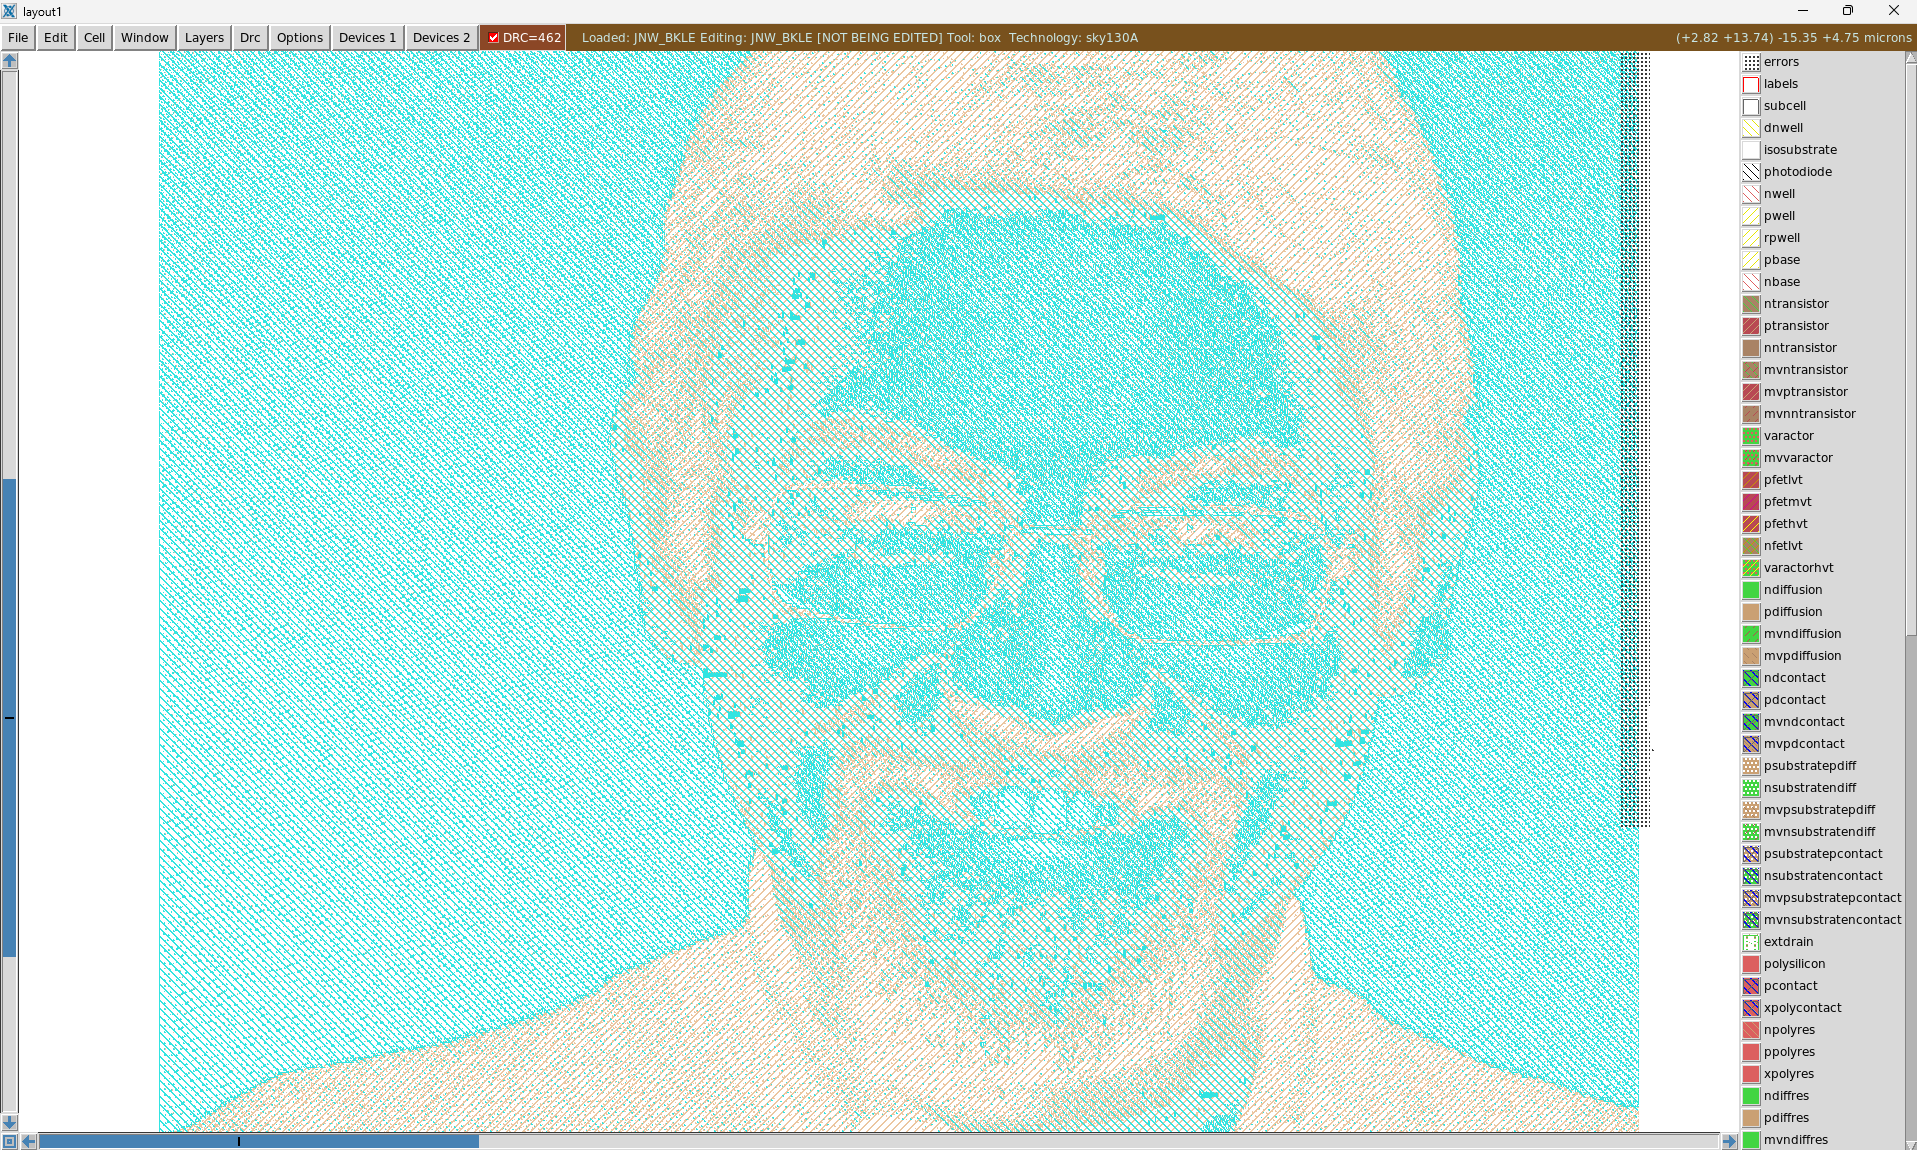 layout1
File Edit Cell Window Layers Drc Options Devices 1 Devices 2 DRC=462 Loaded: JNW_BKLE Editing: JNW_BKLE [NOT BEING EDITED] Tool: box Technology: sky130A (+2.82 +13.74) -15.35 +4.75 microns
errors
labels
subcell
dnwell
isosubstrate
photodiode
nwell
pwell
rpwell
pbase
nbase
ntransistor
ptransistor
nntransistor
mvntransistor
mvptransistor
mvnntransistor
varactor
mvvaractor
pfetlvt
pfetmvt
pfethvt
nfetlvt
varactorhvt
ndiffusion
pdiffusion
mvndiffusion
mvpdiffusion
ndcontact
pdcontact
mvndcontact
mvpdcontact
psubstratepdiff
nsubstratendiff
mvpsubstratepdiff
mvnsubstratendiff
psubstratepcontact
nsubstratencontact
mvpsubstratepcontact
mvnsubstratencontact
extdrain
polysilicon
pcontact
xpolycontact
npolyres
ppolyres
xpolyres
ndiffres
pdiffres
mvndiffres